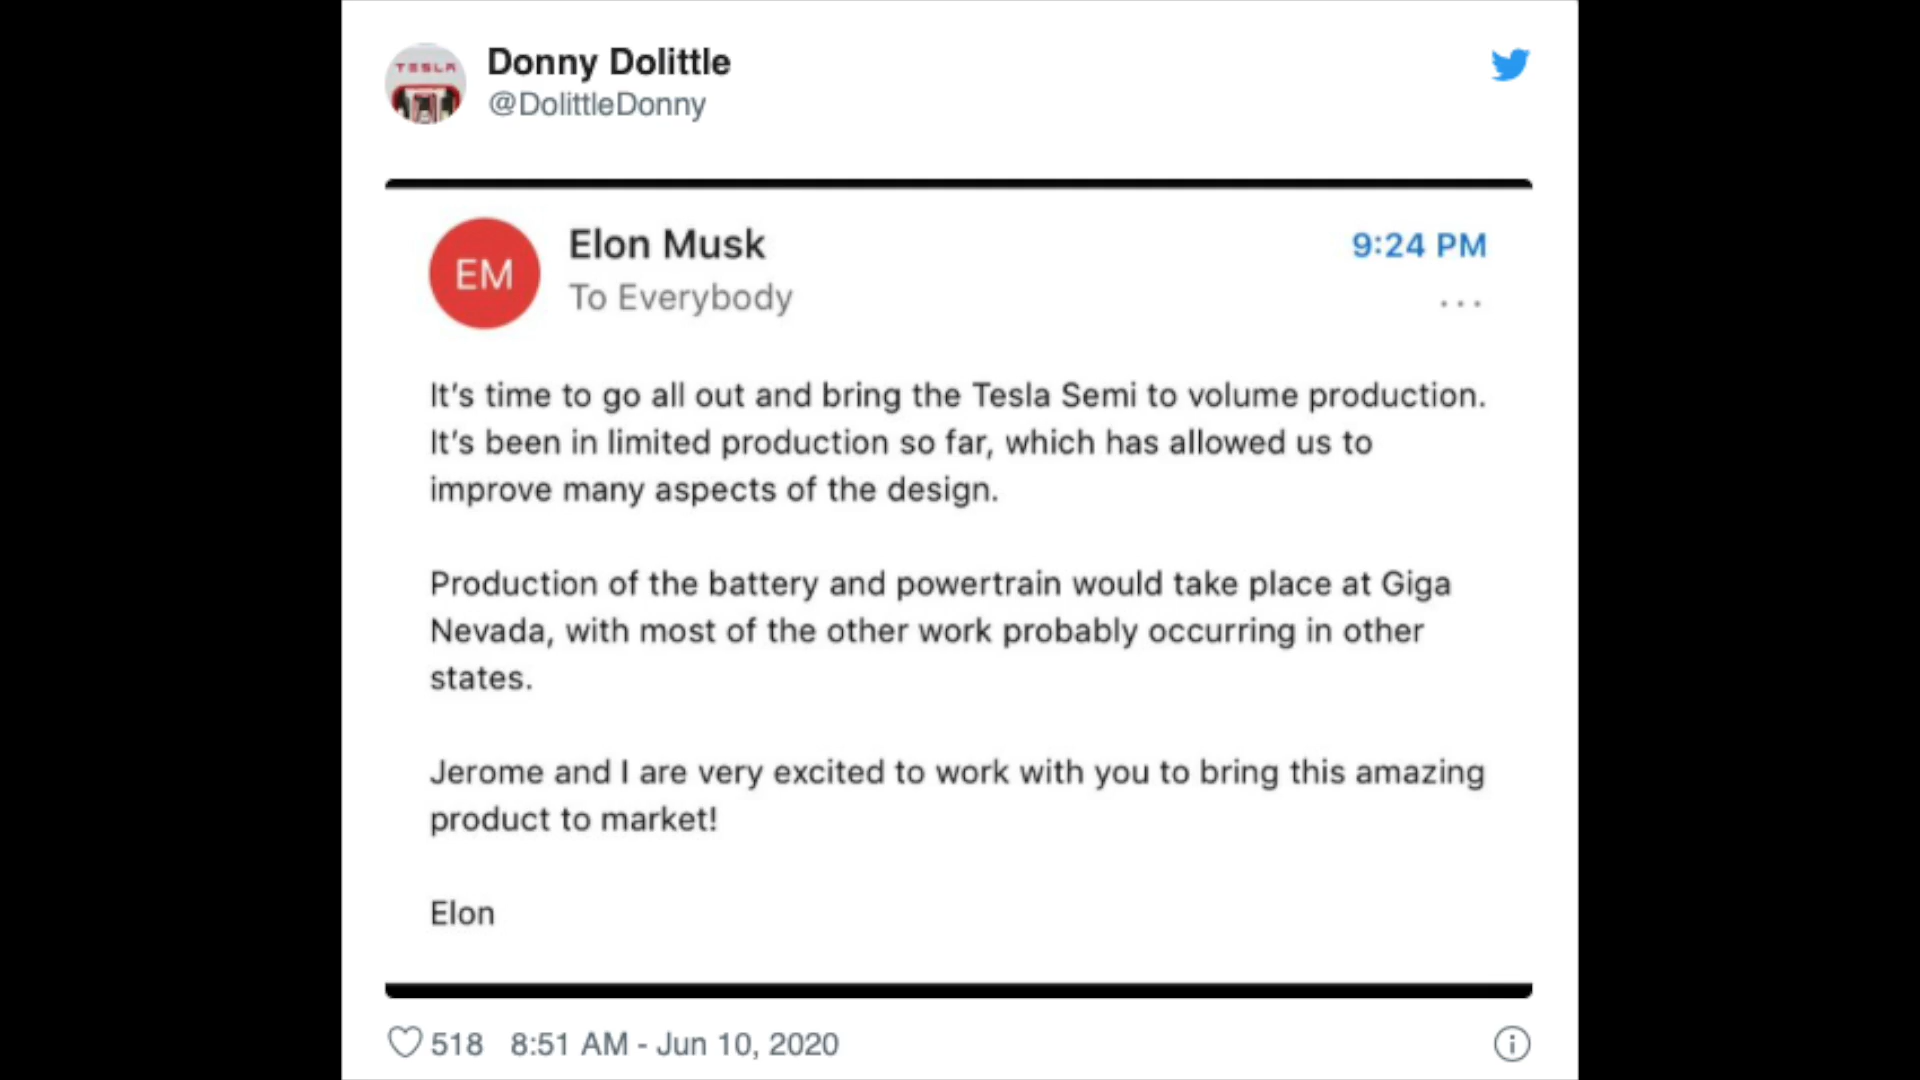 Donny Dolittle
@DolittleDonny
TESLA
Elon Musk
9:24 PM
EM
To Everybody
...
It's time to go all out and bring the Tesla Semi to volume production.
It's been in limited production so far, which has allowed us to
improve many aspects of the design.
Production of the battery and powertrain would take place at Giga
Nevada, with most of the other work probably occurring in other
states.
Jerome and I are very excited to work with you to bring this amazing
product to market!
Elon
518 8:51 AM - Jun 10, 2020